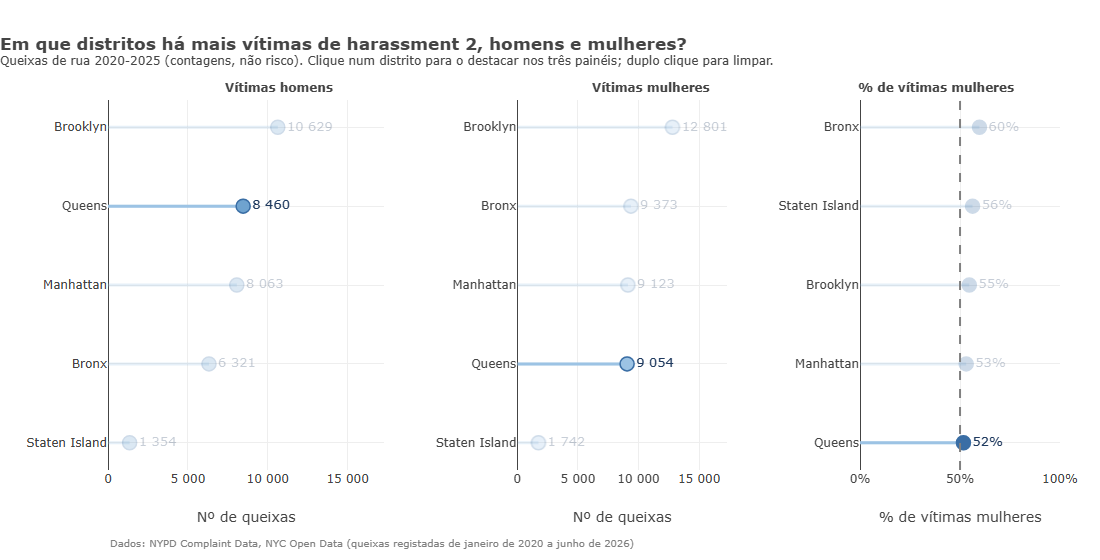 Em que distritos há mais vítimas de harassment 2, homens e mulheres?
Queixas de rua 2020-2025 (contagens, não risco). Clique num distrito para o destacar nos três painéis; duplo clique para limpar.
Vítimas homens
Brooklyn 10 629
Queens 8 460
Manhattan 8 063
Bronx 6 321
Staten Island 1 354
0 5 000 10 000 15 000
Nº de queixas
Vítimas mulheres
Brooklyn 12 801
Bronx 9 373
Manhattan 9 123
Queens 9 054
Staten Island 1 742
0 5 000 10 000 15 000
Nº de queixas
% de vítimas mulheres
Bronx 60%
Staten Island 56%
Brooklyn 55%
Manhattan 53%
Queens 52%
0% 50% 100%
% de vítimas mulheres
Dados: NYPD Complaint Data, NYC Open Data (queixas registadas de janeiro de 2020 a junho de 2026)